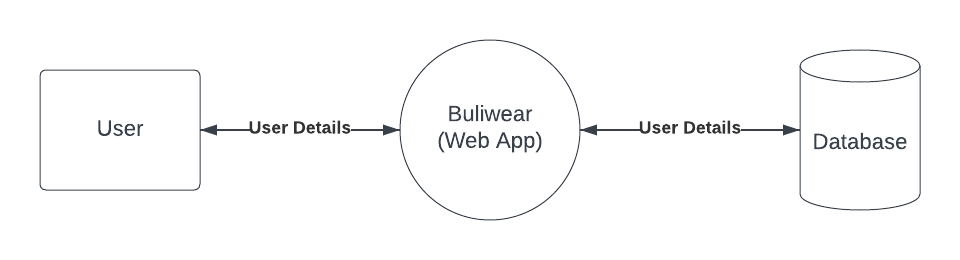 User
User Details
Buliwear
(Web App)
User Details
Database